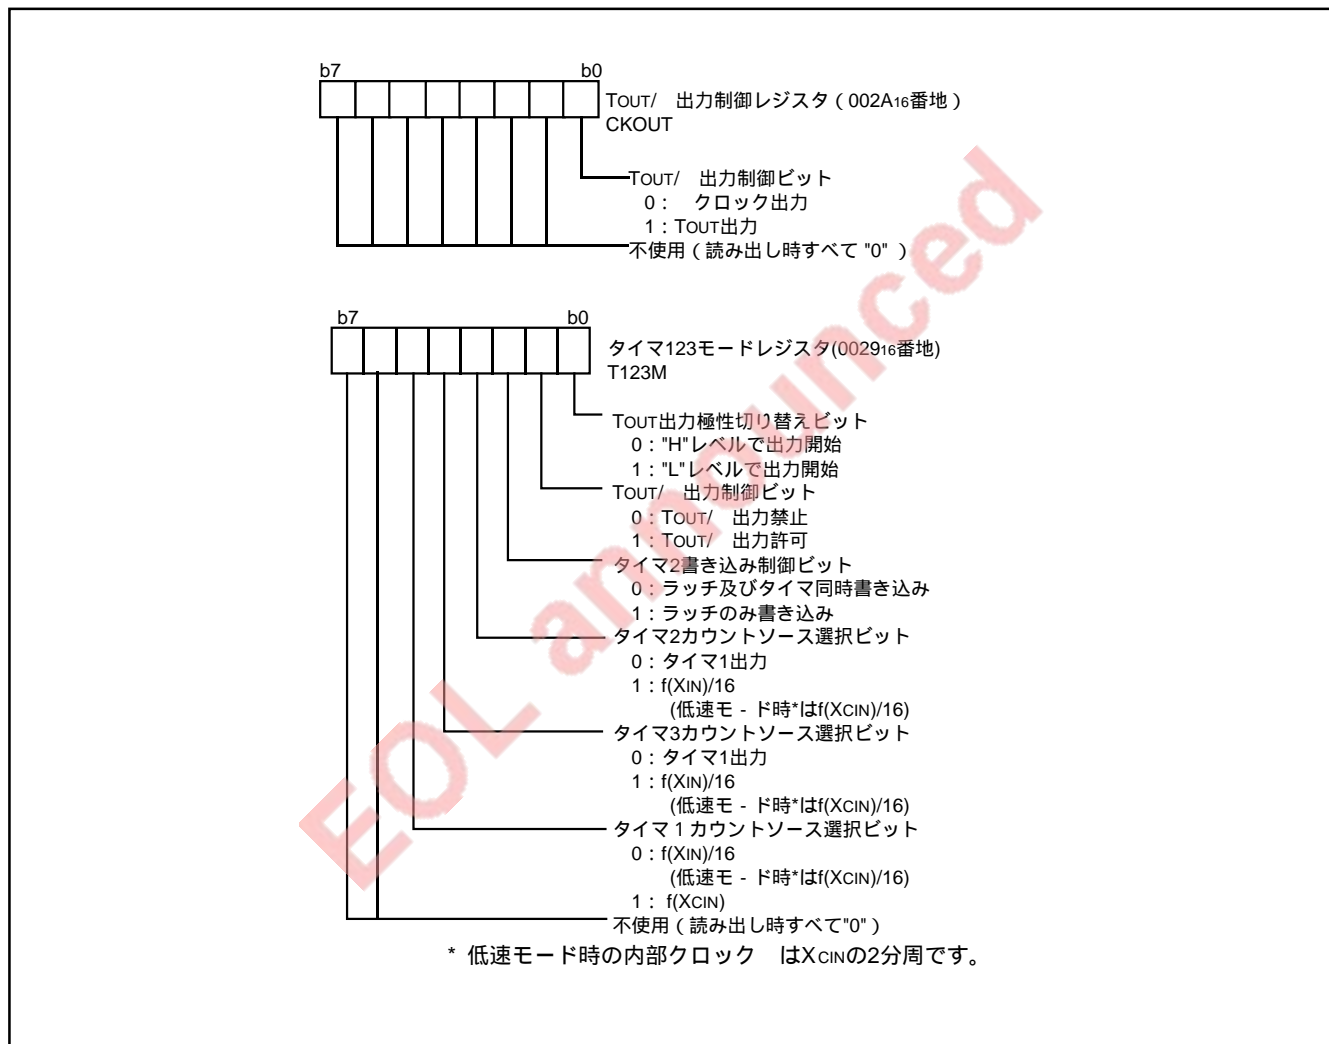 b7 b0
TOUT/ 出力制御レジスタ(002A16番地)
CKOUT
TOUT/ 出力制御ビット
0: クロック出力
1:TOUT出力
不使用(読み出し時すべて "0" )
b7 b0
タイマ123モードレジスタ(002916番地)
T123M
TOUT出力極性切り替えビット
0:"H"レベルで出力開始
1:"L"レベルで出力開始
TOUT/ 出力制御ビット
0:TOUT/ 出力禁止
1:TOUT/ 出力許可
タイマ2書き込み制御ビット
0:ラッチ及びタイマ同時書き込み
1:ラッチのみ書き込み
タイマ2カウントソース選択ビット
0:タイマ1出力
1:f(XIN)/16
(低速モ - ド時*はf(XCIN)/16)
タイマ3カウントソース選択ビット
0:タイマ1出力
1:f(XIN)/16
(低速モ - ド時*はf(XCIN)/16)
タイマ1カウントソース選択ビット
0:f(XIN)/16
(低速モ - ド時*はf(XCIN)/16)
1: f(XCIN)
不使用(読み出し時すべて"0")
* 低速モード時の内部クロック はXCINの2分周です。
EOL announced